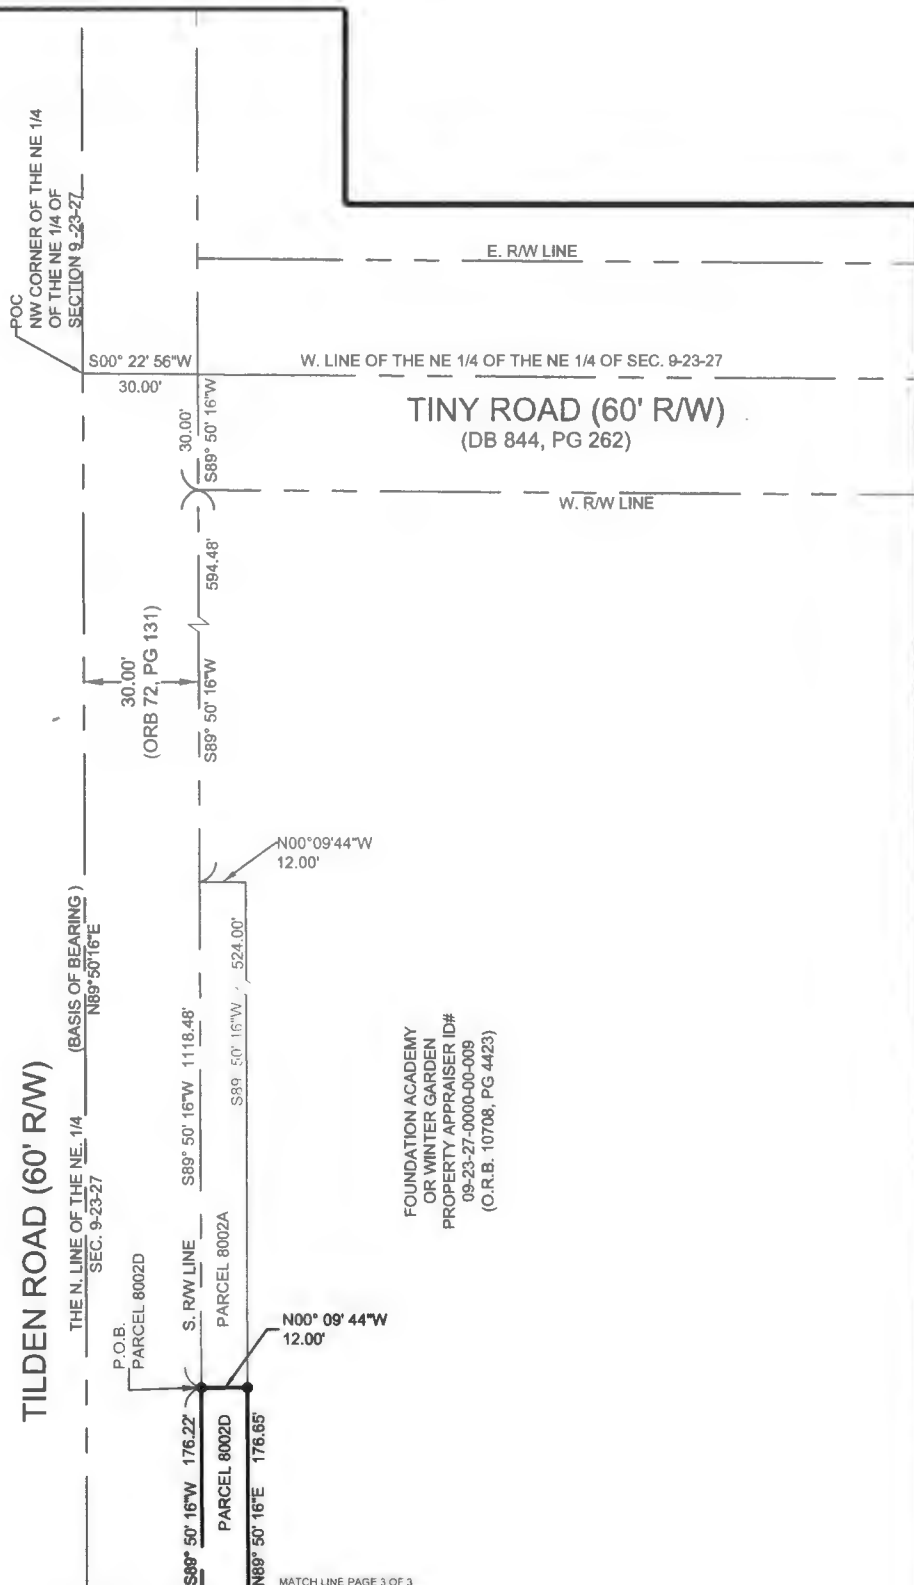 POC
NW CORNER OF THE NE 1/4
OF THE NE 1/4 OF
SECTION 9-23-27
E. R/W LINE
S00° 22' 56"W
30.00'
W. LINE OF THE NE 1/4 OF THE NE 1/4 OF SEC. 9-23-27
30.00'
S89° 50' 16"W
TINY ROAD (60' R/W)
(DB 844, PG 262)
W. R/W LINE
594.48'
S89° 50' 16"W
30.00'
(ORB 72, PG 131)
N00°09'44"W
12.00'
TILDEN ROAD (60' R/W)
THE N. LINE OF THE NE. 1/4
SEC. 9-23-27
(BASIS OF BEARING )
N89°50'16"E
S. R/W LINE
S89° 50' 16"W 1118.48'
S89 50' 16"W 524.00'
PARCEL 8002A
FOUNDATION ACADEMY
OR WINTER GARDEN
PROPERTY APPRAISER ID#
09-23-27-0000-00-009
(O.R.B. 10708, PG 4423)
P.O.B.
PARCEL 8002D
N00° 09' 44"W
12.00'
S89° 50' 16"W 176.22'
PARCEL 8002D
N89° 50' 16"E 176.65'
MATCH LINE PAGE 3 OF 3